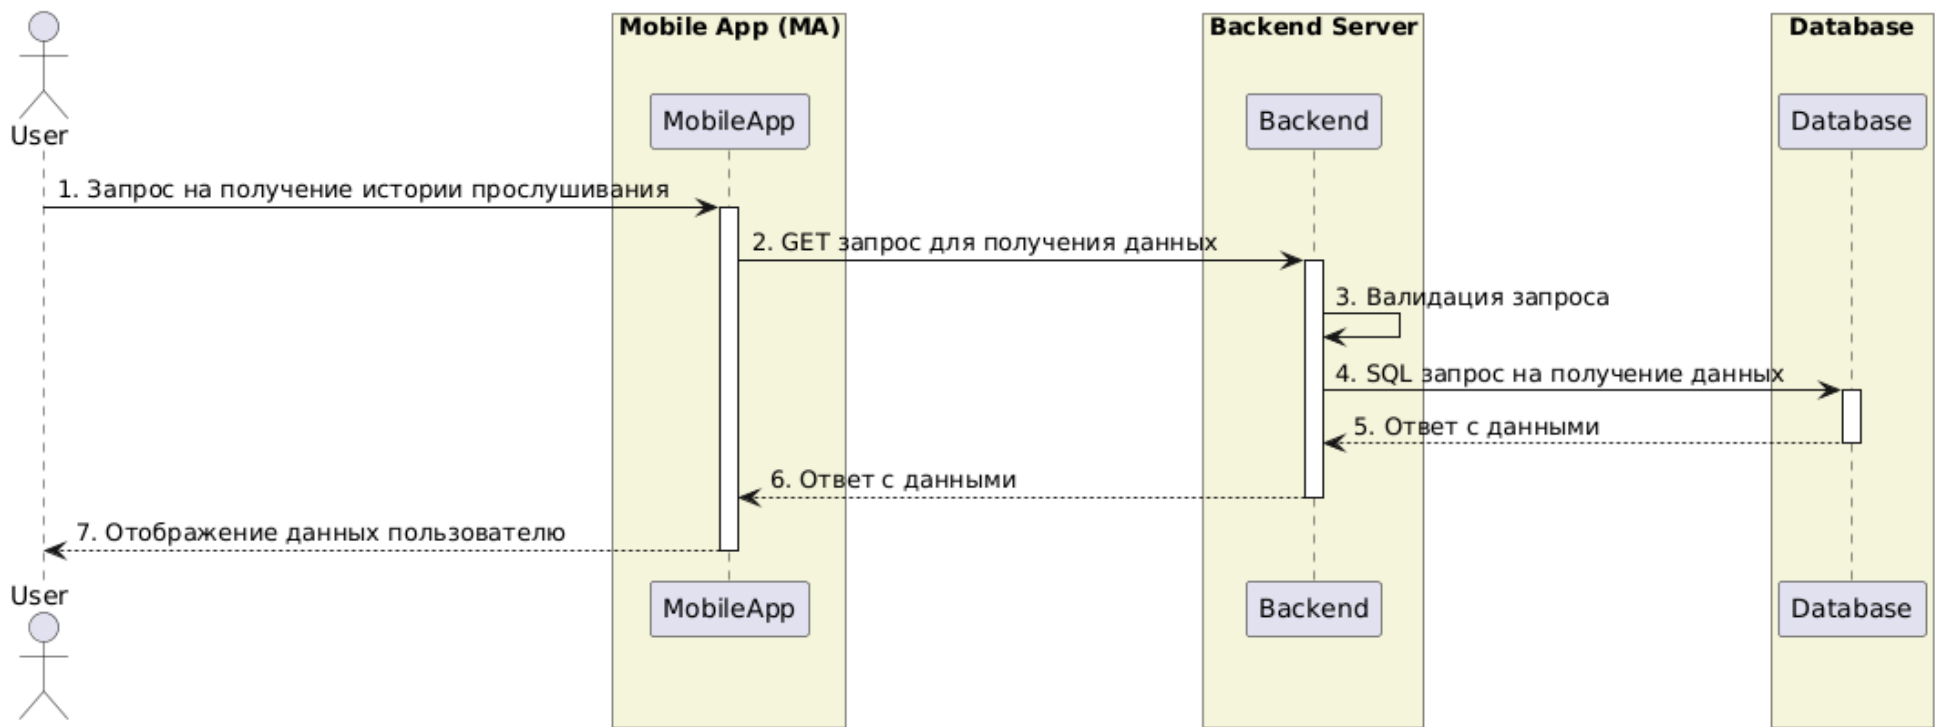 Mobile App (MA)
Backend Server
Database
User
MobileApp
Backend
Database
1. Запрос на получение истории прослушивания
2. GET запрос для получения данных
3. Валидация запроса
4. SQL запрос на получение данных
5. Ответ с данными
6. Ответ с данными
7. Отображение данных пользователю
User
MobileApp
Backend
Database